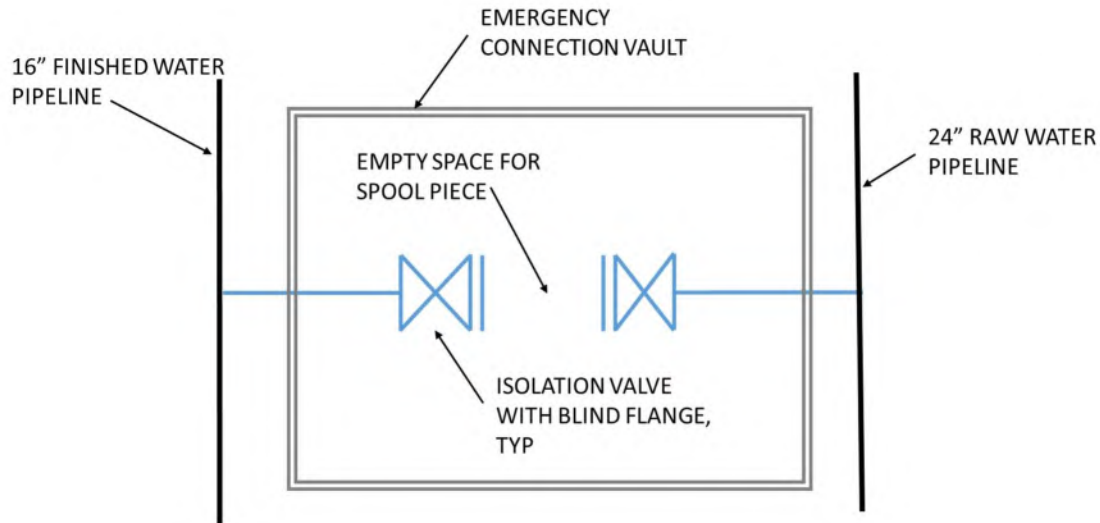 EMERGENCY
CONNECTION VAULT
16” FINISHED WATER
PIPELINE
24” RAW WATER
PIPELINE
EMPTY SPACE FOR
SPOOL PIECE
ISOLATION VALVE
WITH BLIND FLANGE,
TYP